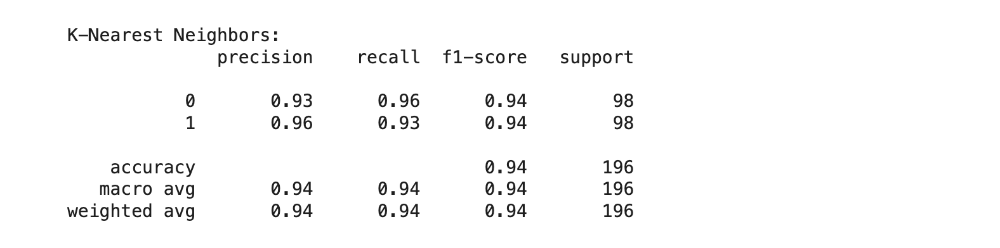 K-Nearest Neighbors:
precision recall f1-score support
0 0.93 0.96 0.94 98
1 0.96 0.93 0.94 98
accuracy 0.94 196
macro avg 0.94 0.94 0.94 196
weighted avg 0.94 0.94 0.94 196